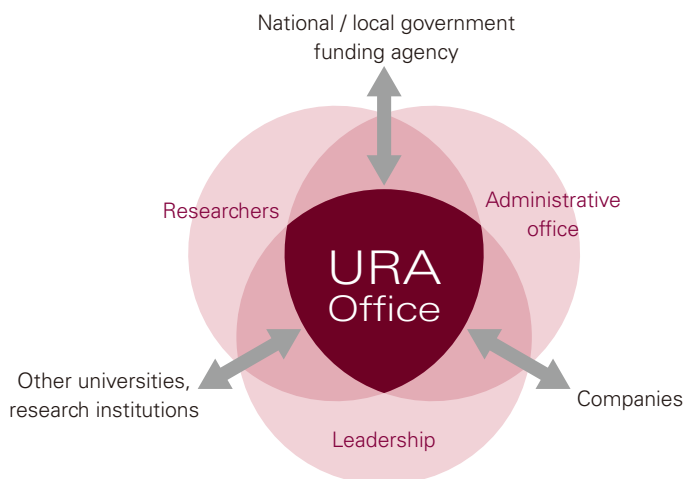 National / local government
funding agency
Researchers
Administrative
office
URA
Office
Other universities,
research institutions
Companies
Leadership